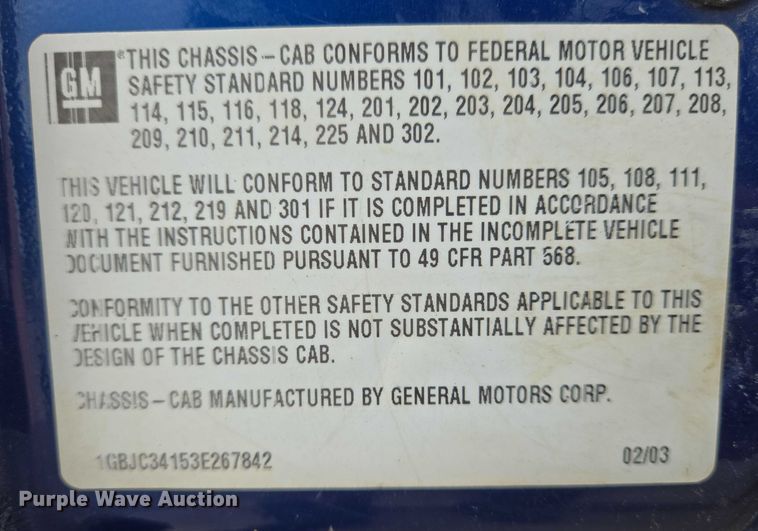 GM ®THIS CHASSIS-CAB CONFORMS TO FEDERAL MOTOR VEHICLE
SAFETY STANDARD NUMBERS 101, 102, 103, 104, 106, 107, 113,
114, 115, 116, 118, 124, 201, 202, 203, 204, 205, 206, 207, 208,
209, 210, 211, 214, 225 AND 302.
THIS VEHICLE WILL CONFORM TO STANDARD NUMBERS 105, 108, 111,
120, 121, 212, 219 AND 301 IF IT IS COMPLETED IN ACCORDANCE
WITH THE INSTRUCTIONS CONTAINED IN THE INCOMPLETE VEHICLE
DOCUMENT FURNISHED PURSUANT TO 49 CFR PART 568.
CONFORMITY TO THE OTHER SAFETY STANDARDS APPLICABLE TO THIS
VEHICLE WHEN COMPLETED IS NOT SUBSTANTIALLY AFFECTED BY THE
DESIGN OF THE CHASSIS CAB.
CHASSIS-CAB MANUFACTURED BY GENERAL MOTORS CORP.
1GBJC34153E267842 02/03
Purple Wave Auction